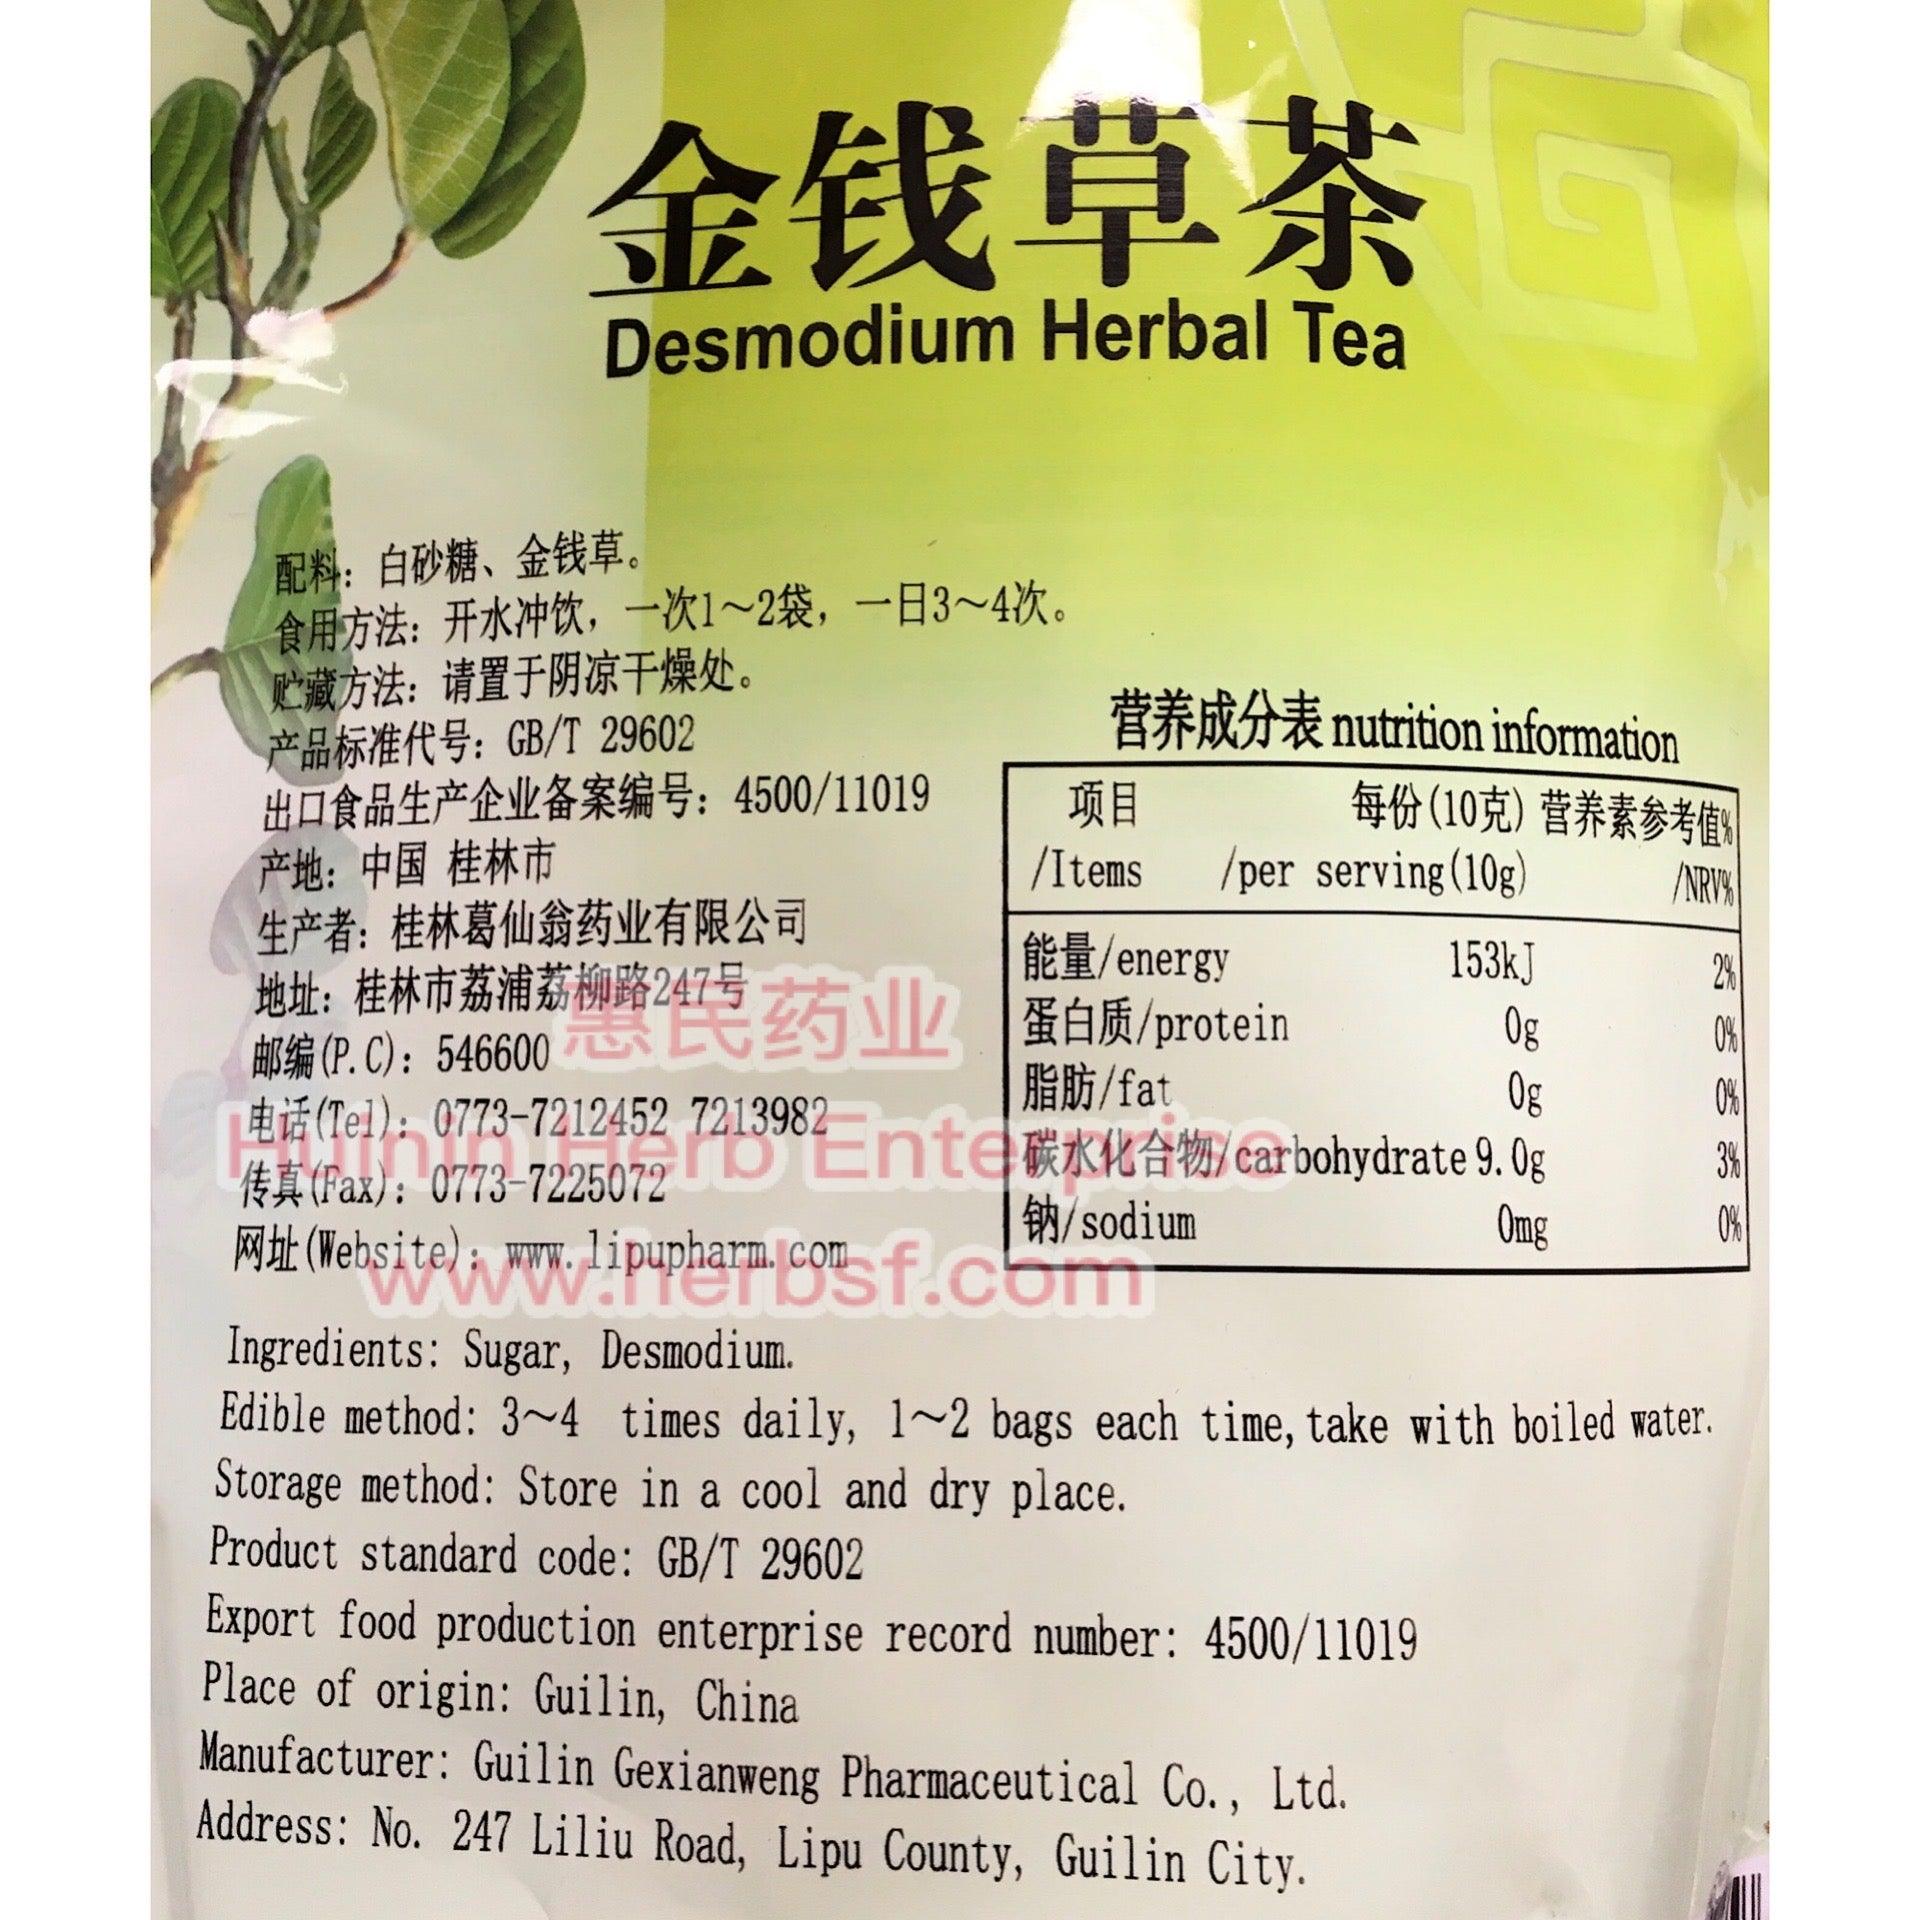 金钱草茶
Desmodium Herbal Tea
配料：白砂糖、金钱草。
食用方法：开水冲饮，一次1～2袋，一日3～4次。
贮藏方法：请置于阴凉干燥处。
产品标准代号：GB/T 29602
出口食品生产企业备案编号：4500/11019
产地：中国 桂林市
生产者：桂林葛仙翁药业有限公司
地址：桂林市荔浦荔柳路247号
邮编(P.C)：546600
电话(Tel)：0773-7212452 7213982
传真(Fax)：0773-7225072
网址(Website)：www.lipupharm.com
惠民药业
Huinin Herb Enterprise
www.herbsf.com
营养成分表 nutrition information
项目 每份(10克) 营养素参考值%
/Items /per serving(10g) /NRV%
能量/energy 153kJ 2%
蛋白质/protein 0g 0%
脂肪/fat 0g 0%
碳水化合物/carbohydrate 9.0g 3%
钠/sodium 0mg 0%
Ingredients: Sugar, Desmodium.
Edible method: 3～4 times daily, 1～2 bags each time, take with boiled water.
Storage method: Store in a cool and dry place.
Product standard code: GB/T 29602
Export food production enterprise record number: 4500/11019
Place of origin: Guilin, China
Manufacturer: Guilin Gexianweng Pharmaceutical Co., Ltd.
Address: No. 247 Liliu Road, Lipu County, Guilin City.